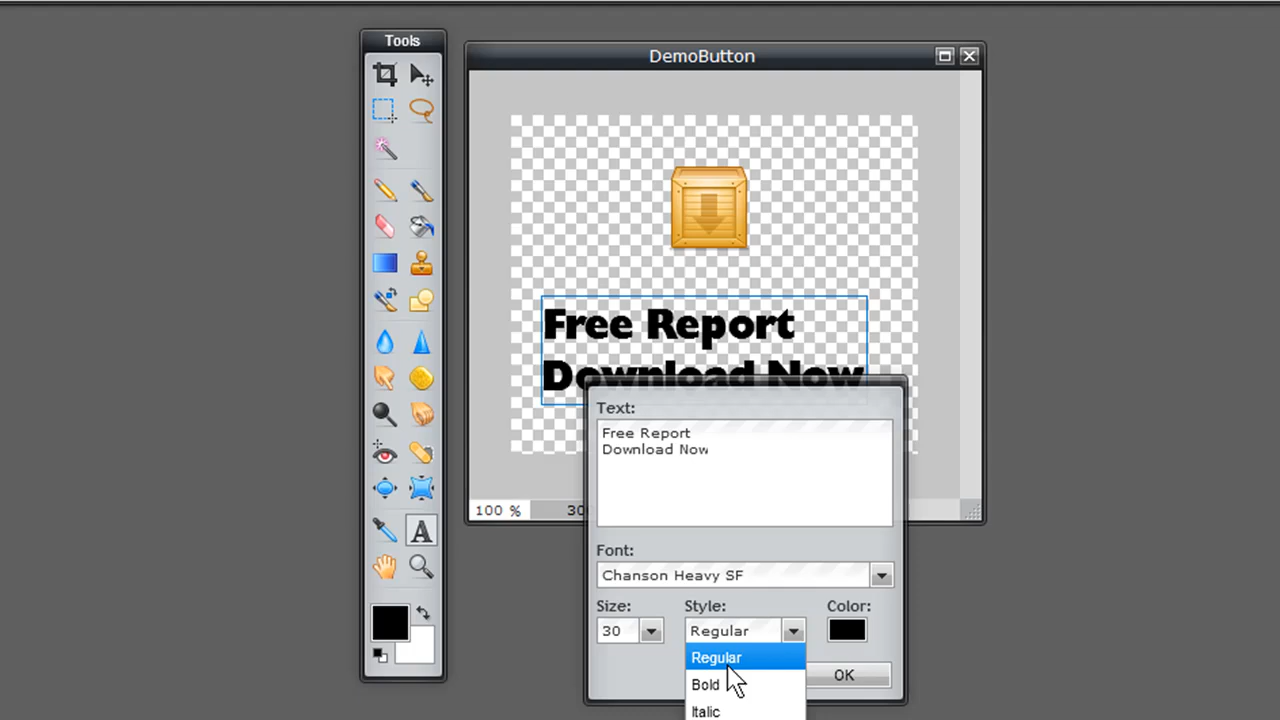 Tools
DemoButton
Free Report
Download Now
Text:
Free Report
Download Now
100 %
30
Font:
Chanson Heavy SF
Size:
Style:
Color:
30
Regular
Regular
OK
Bold
Italic